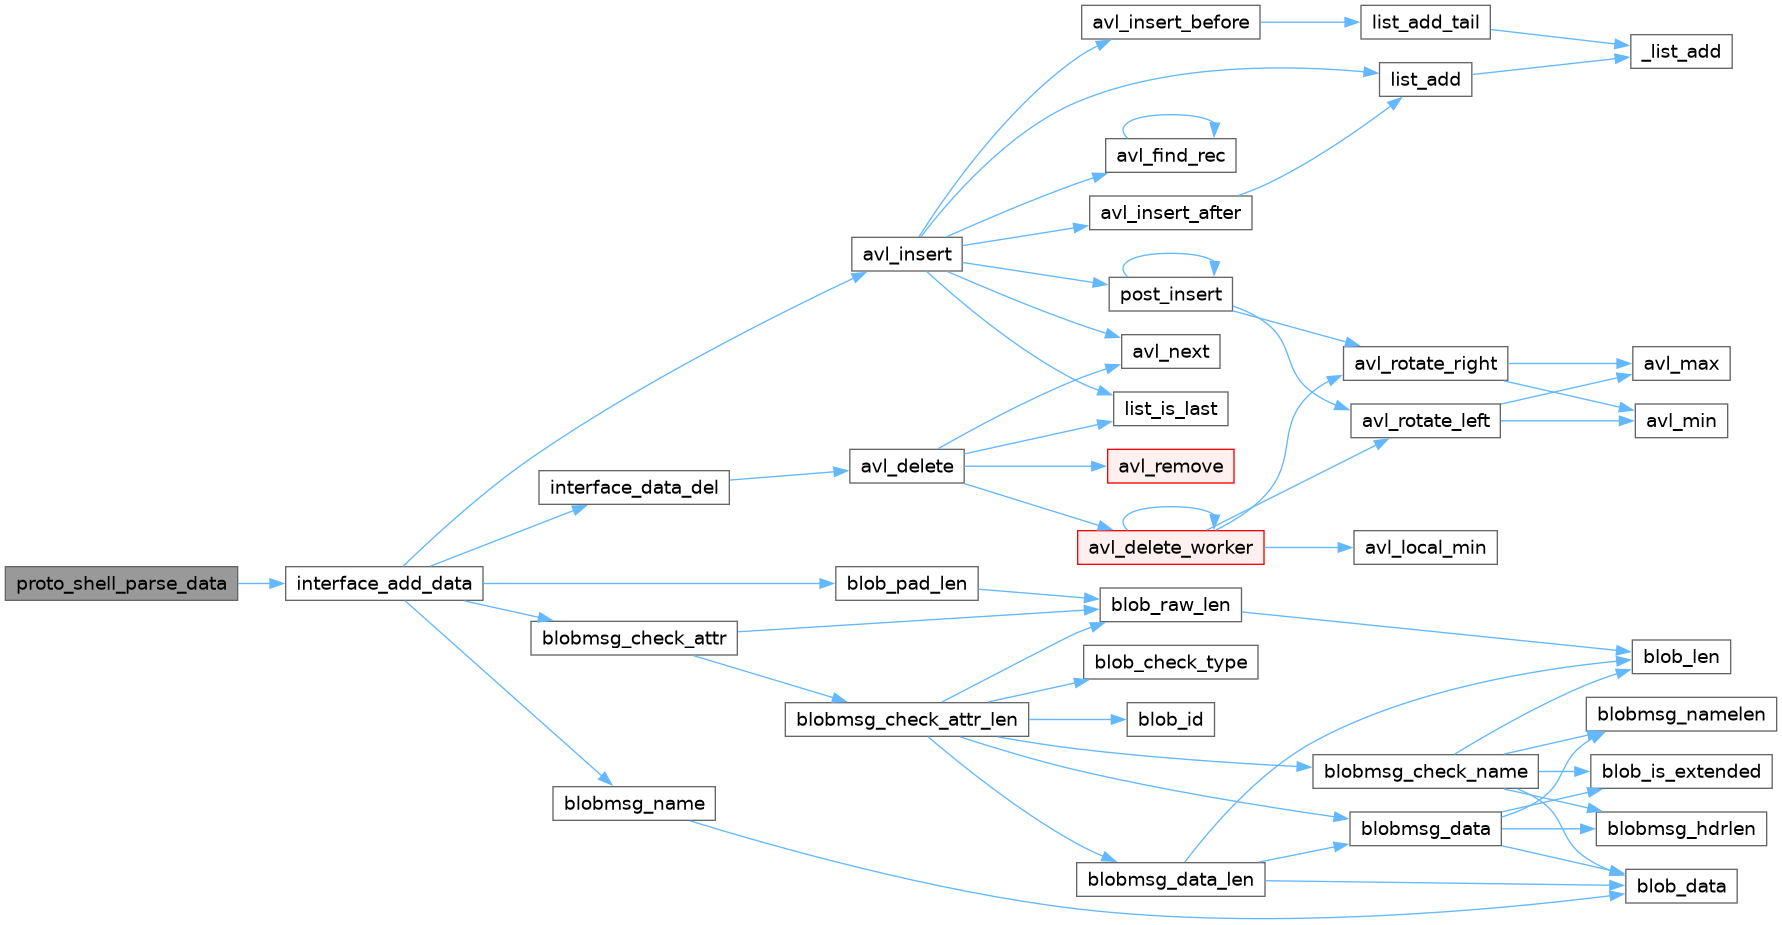 proto_shell_parse_data
interface_add_data
avl_insert
interface_data_del
blob_pad_len
blobmsg_check_attr
blobmsg_name
avl_delete
blobmsg_check_attr_len
avl_insert_before
list_add_tail
_list_add
list_add
avl_find_rec
avl_insert_after
post_insert
avl_next
avl_rotate_right
avl_max
list_is_last
avl_rotate_left
avl_min
avl_remove
avl_delete_worker
avl_local_min
blob_raw_len
blob_check_type
blob_len
blob_id
blobmsg_namelen
blobmsg_check_name
blob_is_extended
blobmsg_data
blobmsg_hdrlen
blobmsg_data_len
blob_data